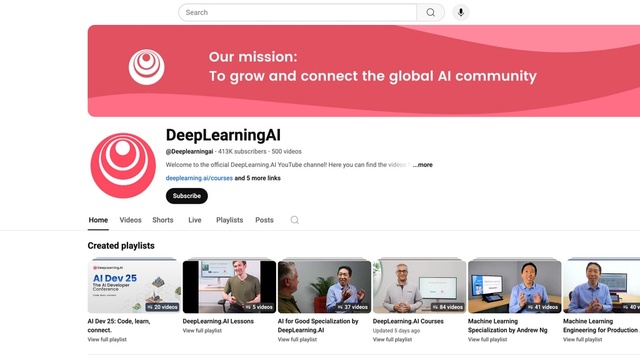 Search
Our mission:
To grow and connect the global AI community
DeepLearningAI
@Deeplearningai · 413K subscribers · 500 videos
Welcome to the official DeepLearning.AI YouTube channel! Here you can find the videos ...more
deeplearning.ai/courses and 5 more links
Subscribe
Home Videos Shorts Live Playlists Posts
Created playlists
DeepLearning.AI
AI Dev 25
The AI Developer
Conference
20 videos
5 videos
37 videos
84 videos
41 videos
40
AI Dev 25: Code, learn,
connect.
View full playlist
DeepLearning.AI Lessons
View full playlist
AI for Good Specialization by
DeepLearning.AI
View full playlist
DeepLearning.AI Courses
Updated 5 days ago
View full playlist
Machine Learning
Specialization by Andrew Ng
View full playlist
Machine Learning
Engineering for Production
View full playlist